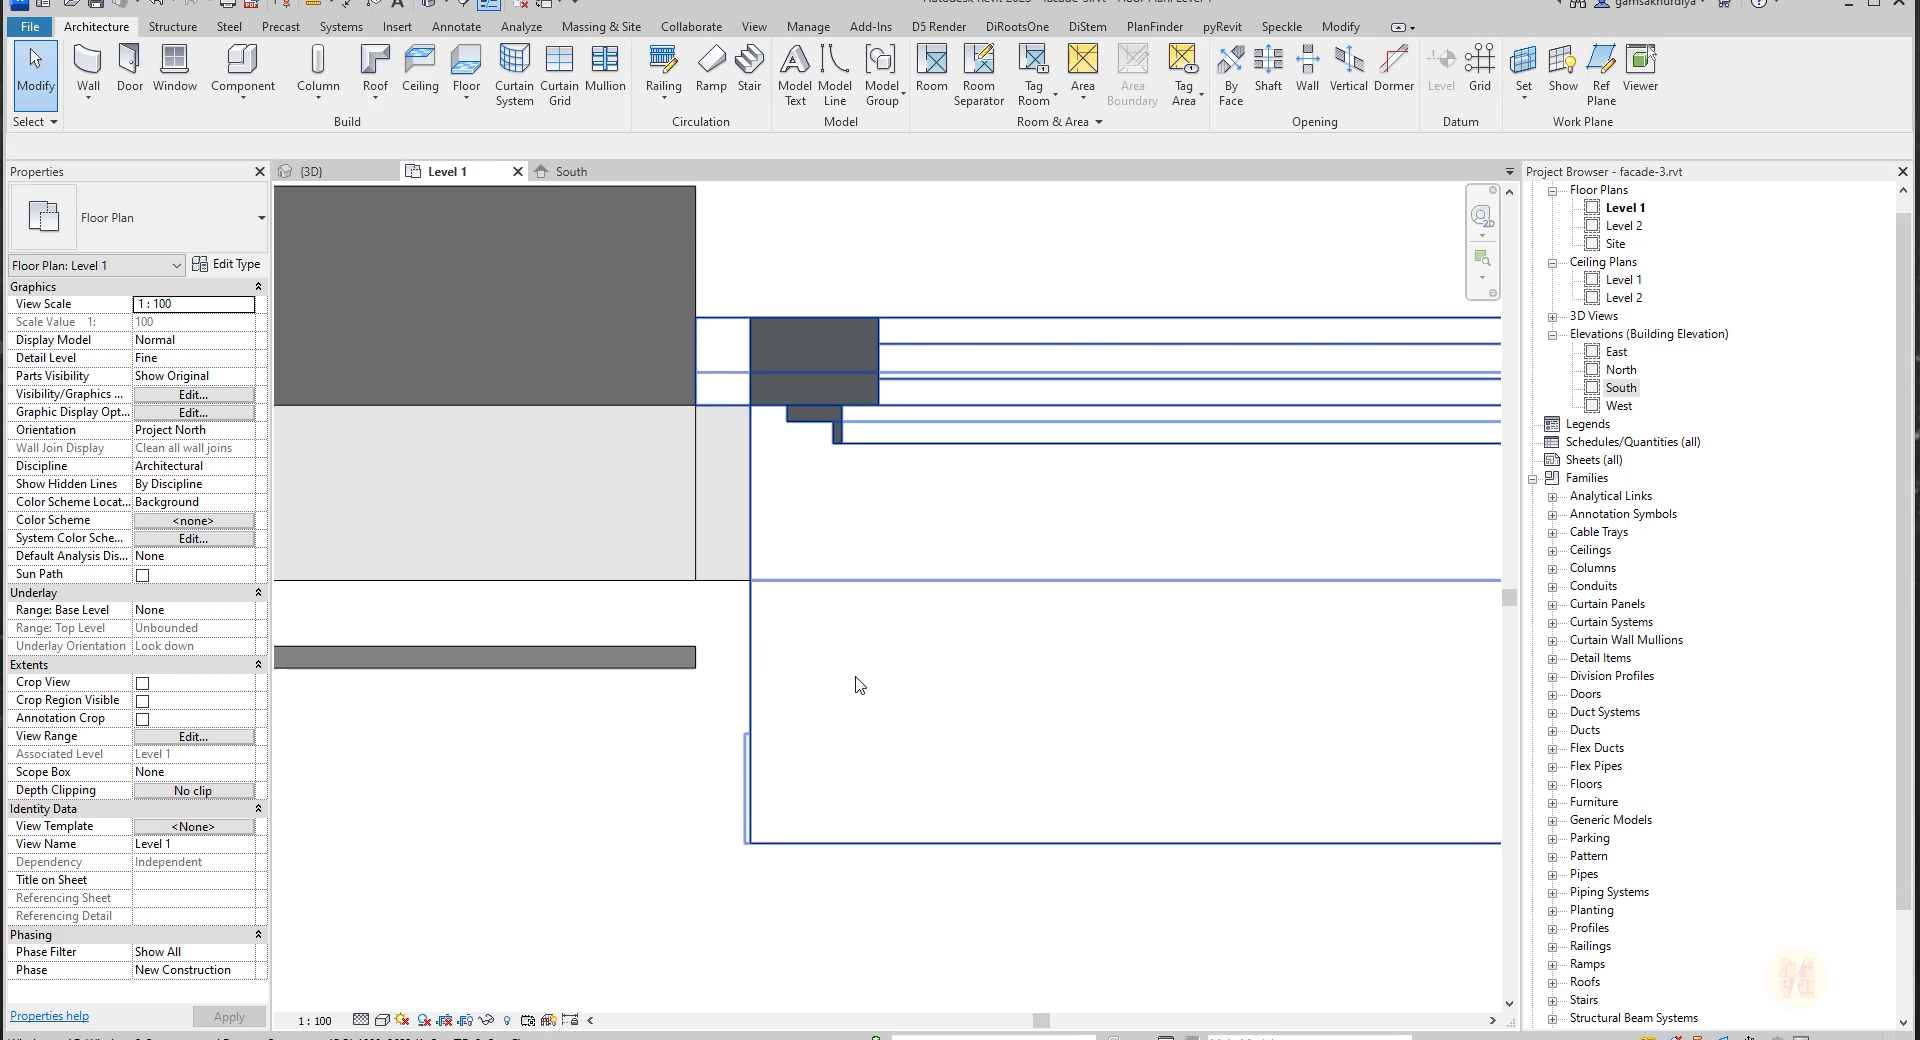 File Architecture Structure Steel Precast Systems Insert Annotate Analyze Massing & Site Collaborate View Manage Add-Ins D5 Render DiRootsOne DiStem PlanFinder pyRevit Speckle Modify
Modify Wall Door Window Component Column Roof Ceiling Floor Curtain System Curtain Grid Mullion Railing Ramp Stair Model Text Model Line Model Group Room Room Separator Tag Room Area Area Boundary Tag Area By Face Shaft Wall Vertical Dormer Level Grid Set Show Ref Plane Viewer
Select Build Circulation Model Room & Area Opening Datum Work Plane
Properties
Floor Plan
Floor Plan: Level 1 Edit Type
Graphics
View Scale 1 : 100
Scale Value 1: 100
Display Model Normal
Detail Level Fine
Parts Visibility Show Original
Visibility/Graphics ... Edit...
Graphic Display Opt... Edit...
Orientation Project North
Wall Join Display Clean all wall joins
Discipline Architectural
Show Hidden Lines By Discipline
Color Scheme Locat... Background
Color Scheme <none>
System Color Sche... Edit...
Default Analysis Dis... None
Sun Path
Underlay
Range: Base Level None
Range: Top Level Unbounded
Underlay Orientation Look down
Extents
Crop View
Crop Region Visible
Annotation Crop
View Range Edit...
Associated Level Level 1
Scope Box None
Depth Clipping No clip
Identity Data
View Template <None>
View Name Level 1
Dependency Independent
Title on Sheet
Referencing Sheet
Referencing Detail
Phasing
Phase Filter Show All
Phase New Construction
Properties help Apply
{3D} Level 1 South
2D
1 : 100
Project Browser - facade-3.rvt
Floor Plans
Level 1
Level 2
Site
Ceiling Plans
Level 1
Level 2
3D Views
Elevations (Building Elevation)
East
North
South
West
Legends
Schedules/Quantities (all)
Sheets (all)
Families
Analytical Links
Annotation Symbols
Cable Trays
Ceilings
Columns
Conduits
Curtain Panels
Curtain Systems
Curtain Wall Mullions
Detail Items
Division Profiles
Doors
Duct Systems
Ducts
Flex Ducts
Flex Pipes
Floors
Furniture
Generic Models
Parking
Pattern
Pipes
Piping Systems
Planting
Profiles
Railings
Ramps
Roofs
Stairs
Structural Beam Systems